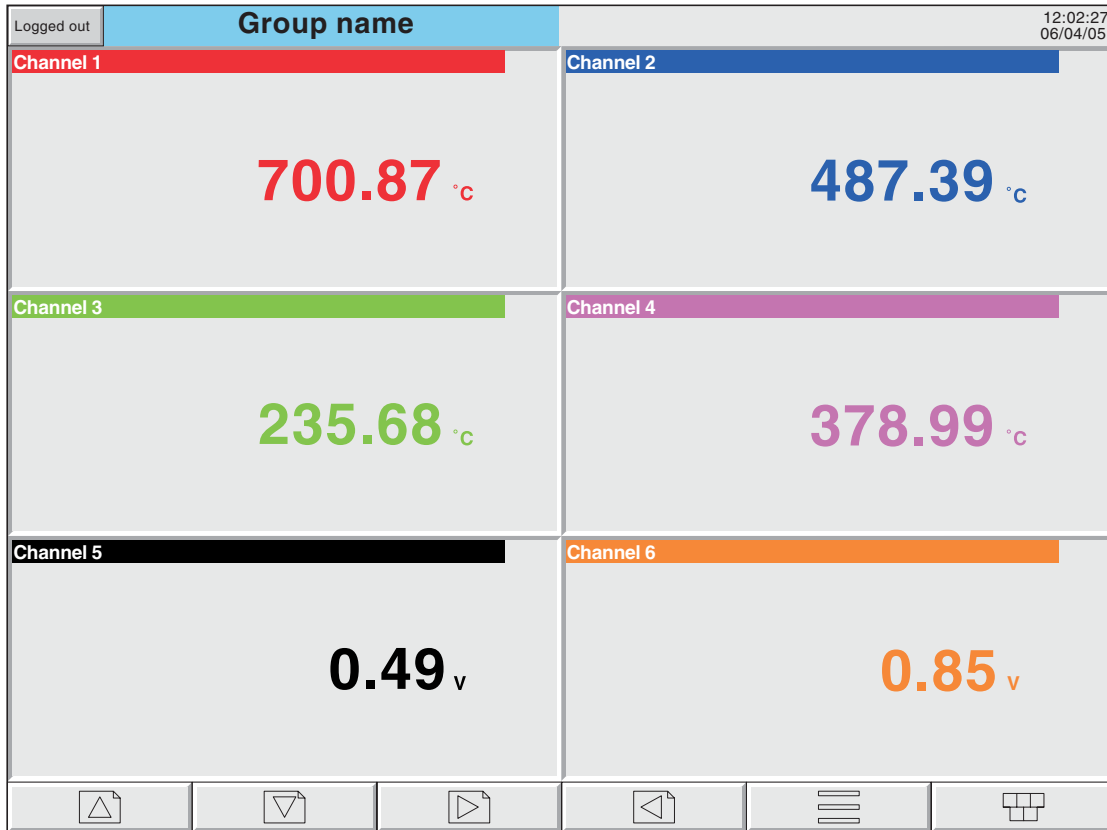 Logged out
Group name
12:02:27
06/04/05
Channel 1
Channel 2
700.87 °C
487.39 °C
Channel 3
Channel 4
235.68 °C
378.99 °C
Channel 5
Channel 6
0.49 V
0.85 V